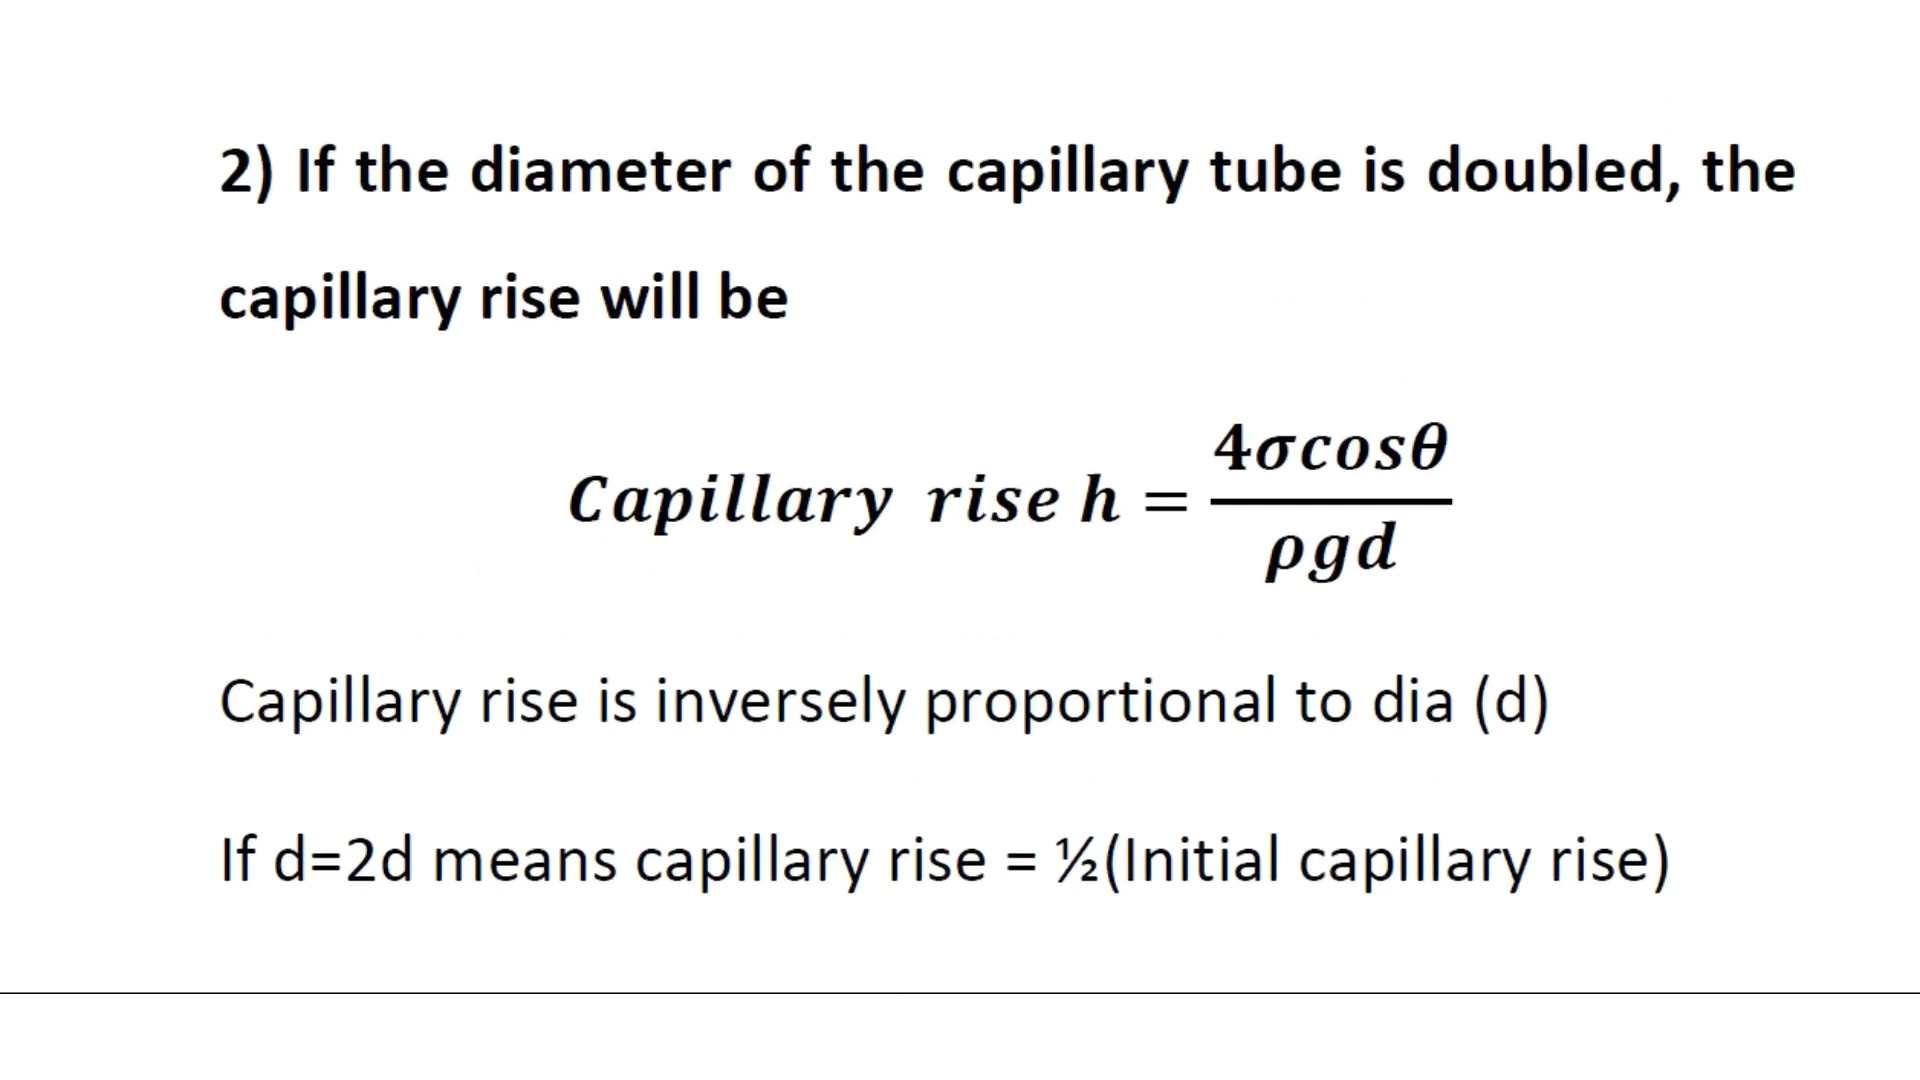 2) If the diameter of the capillary tube is doubled, the
capillary rise will be
Capillary rise h = 4σcosθ / ρgd
Capillary rise is inversely proportional to dia (d)
If d=2d means capillary rise = ½(Initial capillary rise)